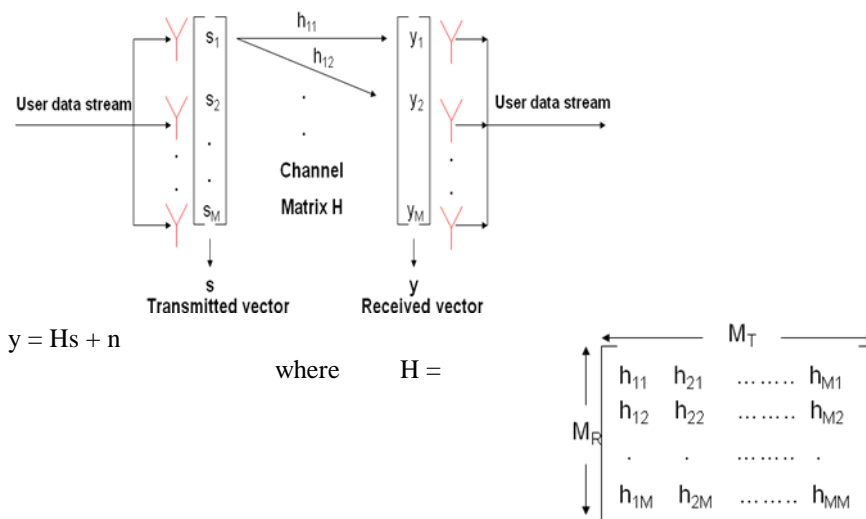 h11
s1 y1
h12
User data stream s2 . y2 User data stream
. . . .
. . Channel . .
Matrix H
sM yM
s y
Transmitted vector Received vector
y = Hs + n
MT
where H =
h11 h21 ........ hM1
h12 h22 ........ hM2
MR
. . ........ .
h1M h2M ........ hMM